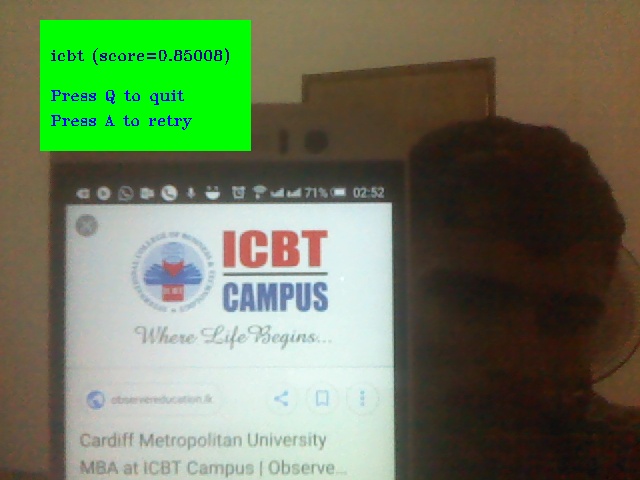 icbt (score=0.85008)
Press Q to quit
Press A to retry
71% 02:52
ICBT
CAMPUS
Where Life Begins...
observereducation.lk
Cardiff Metropolitan University
MBA at ICBT Campus | Observe...